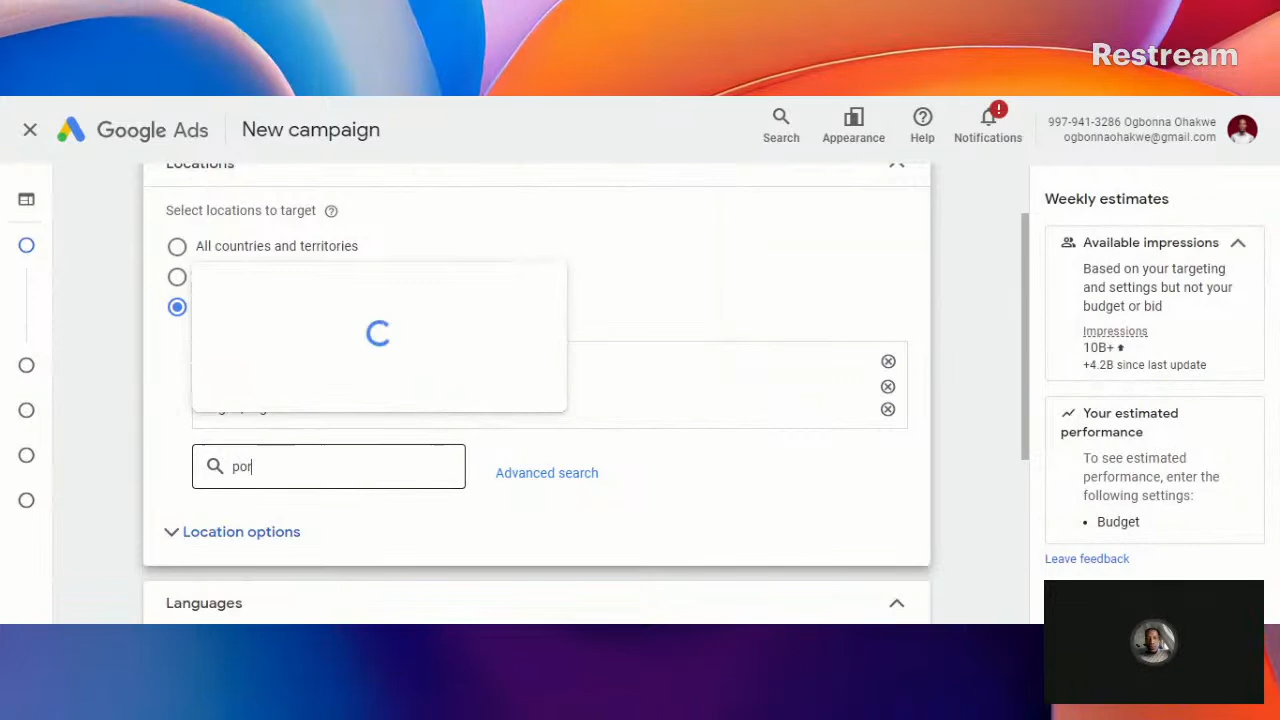 Restream
Google Ads
New campaign
Search
Appearance
Help
Notifications
997-941-3286 Ogbonna Ohakwe
ogbonnaohakwe@gmail.com
Locations
Select locations to target
All countries and territories
por
Advanced search
Location options
Languages
Weekly estimates
Available impressions
Based on your targeting
and settings but not your
budget or bid
Impressions
10B+
+4.2B since last update
Your estimated
performance
To see estimated
performance, enter the
following settings:
• Budget
Leave feedback